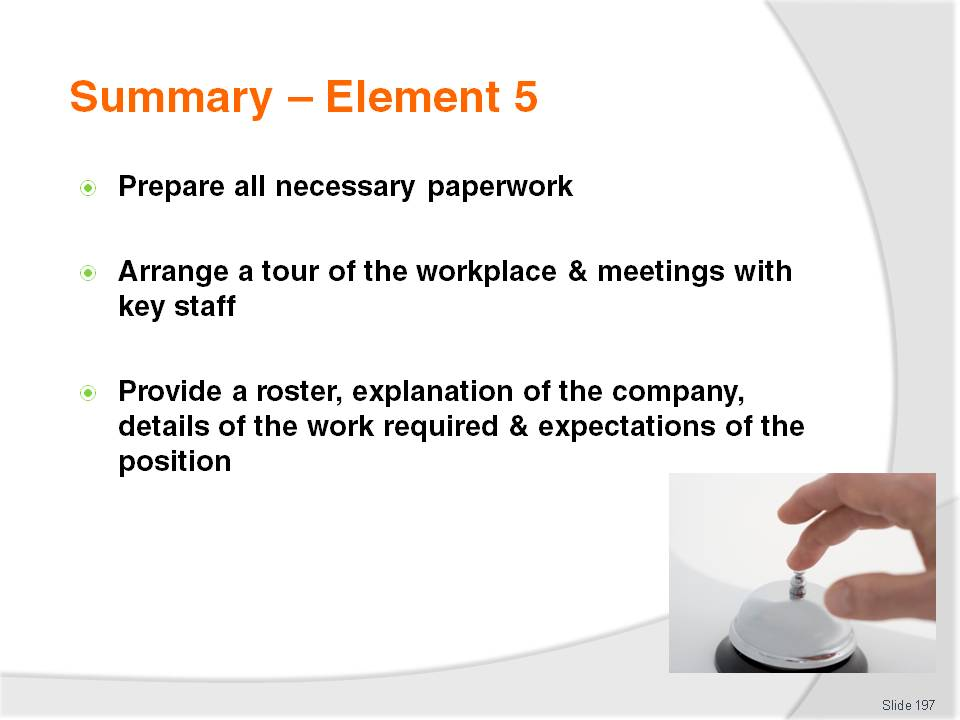 Summary – Element 5
Prepare all necessary paperwork
Arrange a tour of the workplace & meetings with
key staff
Provide a roster, explanation of the company,
details of the work required & expectations of the
position
Slide 197